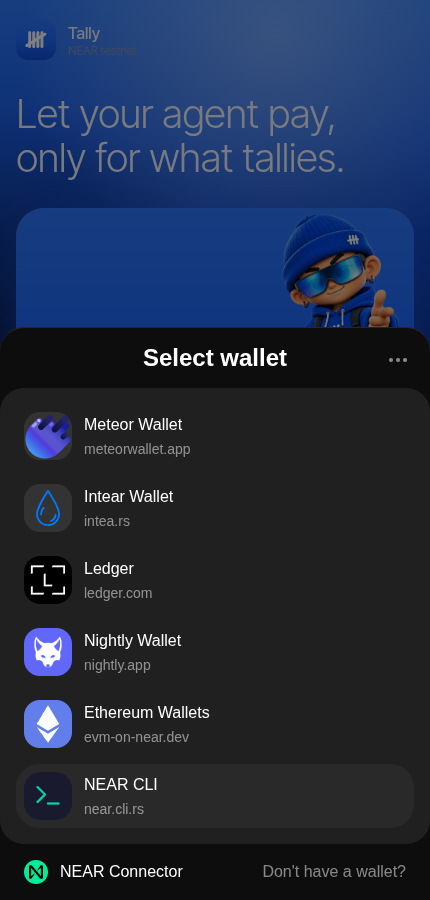 Tally
NEAR testnet
Let your agent pay,
only for what tallies.
Select wallet
Meteor Wallet
meteorwallet.app
Intear Wallet
intea.rs
Ledger
ledger.com
Nightly Wallet
nightly.app
Ethereum Wallets
evm-on-near.dev
NEAR CLI
near.cli.rs
NEAR Connector
Don't have a wallet?